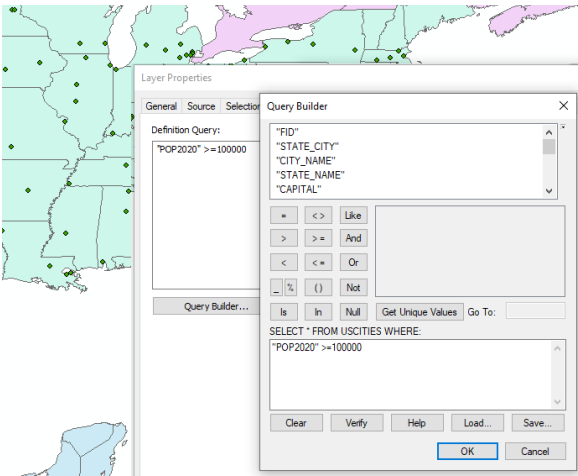 Layer Properties
General Source Selection
Definition Query:
"POP2020" >=100000
Query Builder...
Query Builder
"FID"
"STATE_CITY"
"CITY_NAME"
"STATE_NAME"
"CAPITAL"
= < > Like
> > = And
< < = Or
_ % () Not
Is In Null Get Unique Values Go To:
SELECT * FROM USCITIES WHERE:
"POP2020" >=100000
Clear Verify Help Load... Save...
OK Cancel